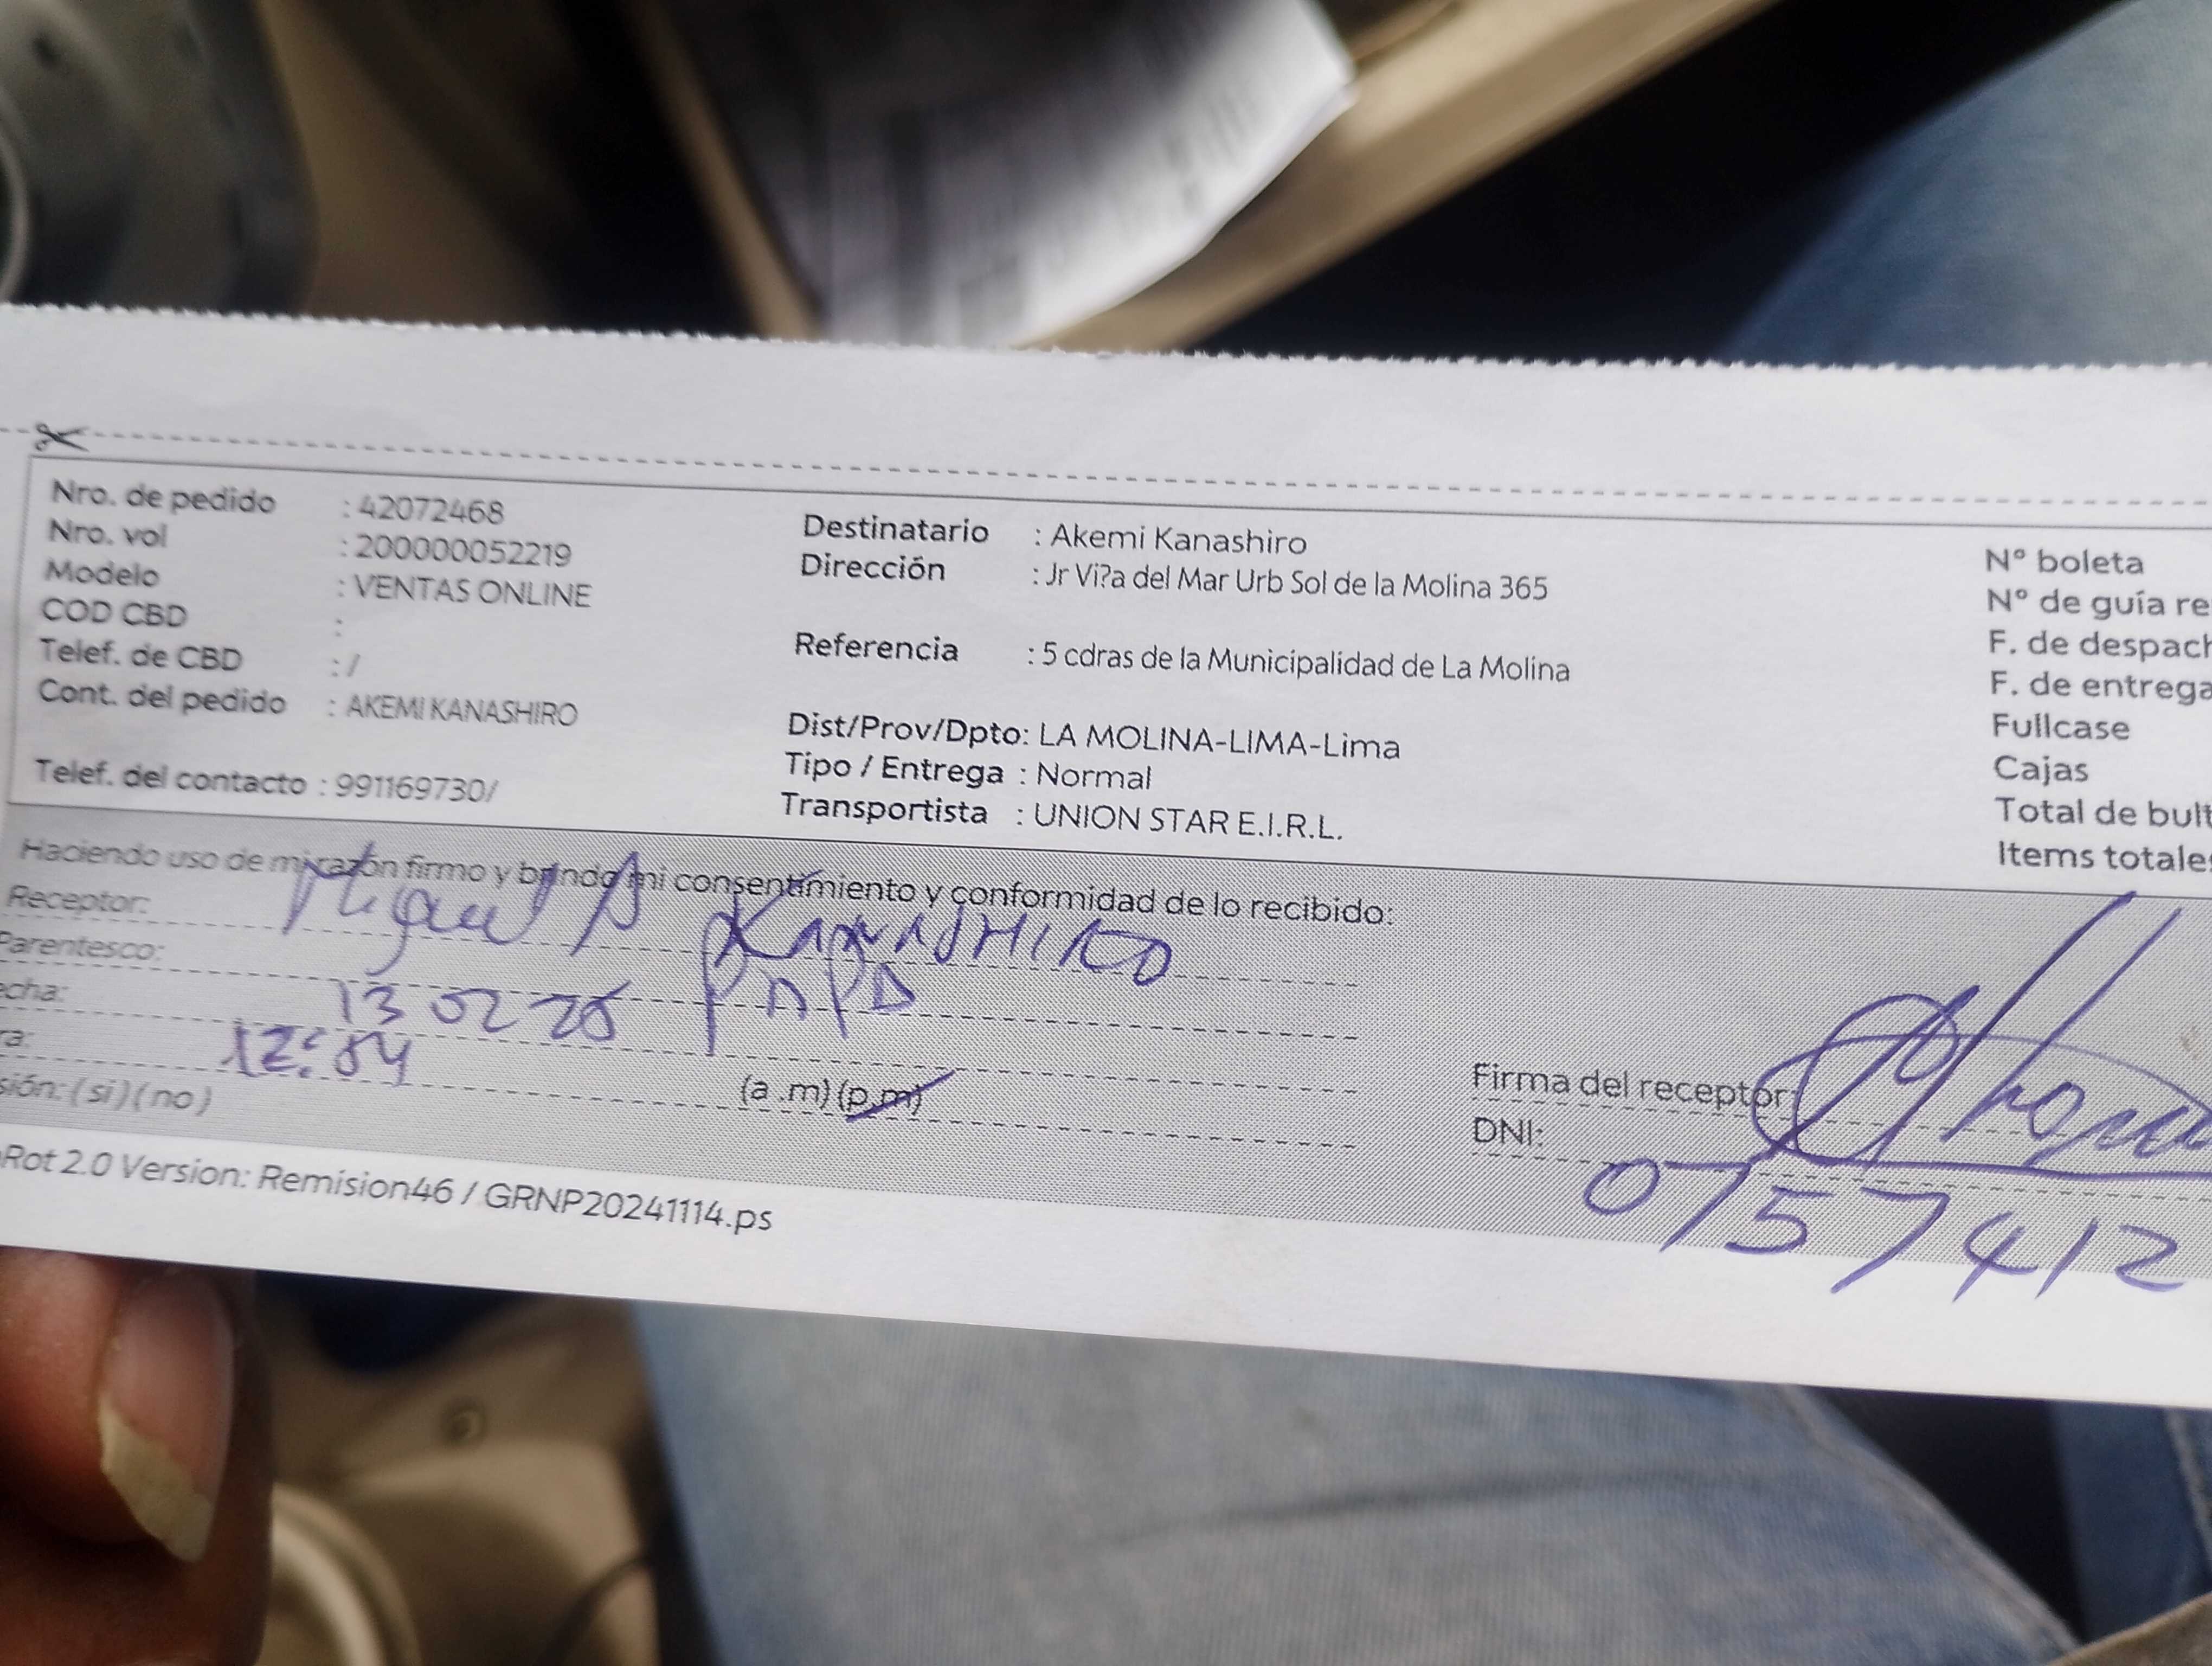 Nro. de pedido : 42072468
Nro. vol : 200000052219
Modelo : VENTAS ONLINE
COD CBD :
Telef. de CBD : /
Cont. del pedido : AKEMI KANASHIRO
Telef. del contacto : 991169730/
Destinatario : Akemi Kanashiro
Dirección : Jr Vi?a del Mar Urb Sol de la Molina 365
Referencia : 5 cdras de la Municipalidad de La Molina
Dist/Prov/Dpto: LA MOLINA-LIMA-Lima
Tipo / Entrega : Normal
Transportista : UNION STAR E.I.R.L.
N° boleta
N° de guía re
F. de despach
F. de entrega
Fullcase
Cajas
Total de bult
Items totales
Haciendo uso de mi razón firmo y brindo mi consentimiento y conformidad de lo recibido:
Receptor: Miguel A KANASHIRO
Parentesco: PAPA
echa: 13 02 25
ra: 12:04 (a .m) (p.m)
sión: ( si ) ( no )
Firma del receptor:
DNI: 0757412
Rot 2.0 Version: Remision46 / GRNP20241114.ps